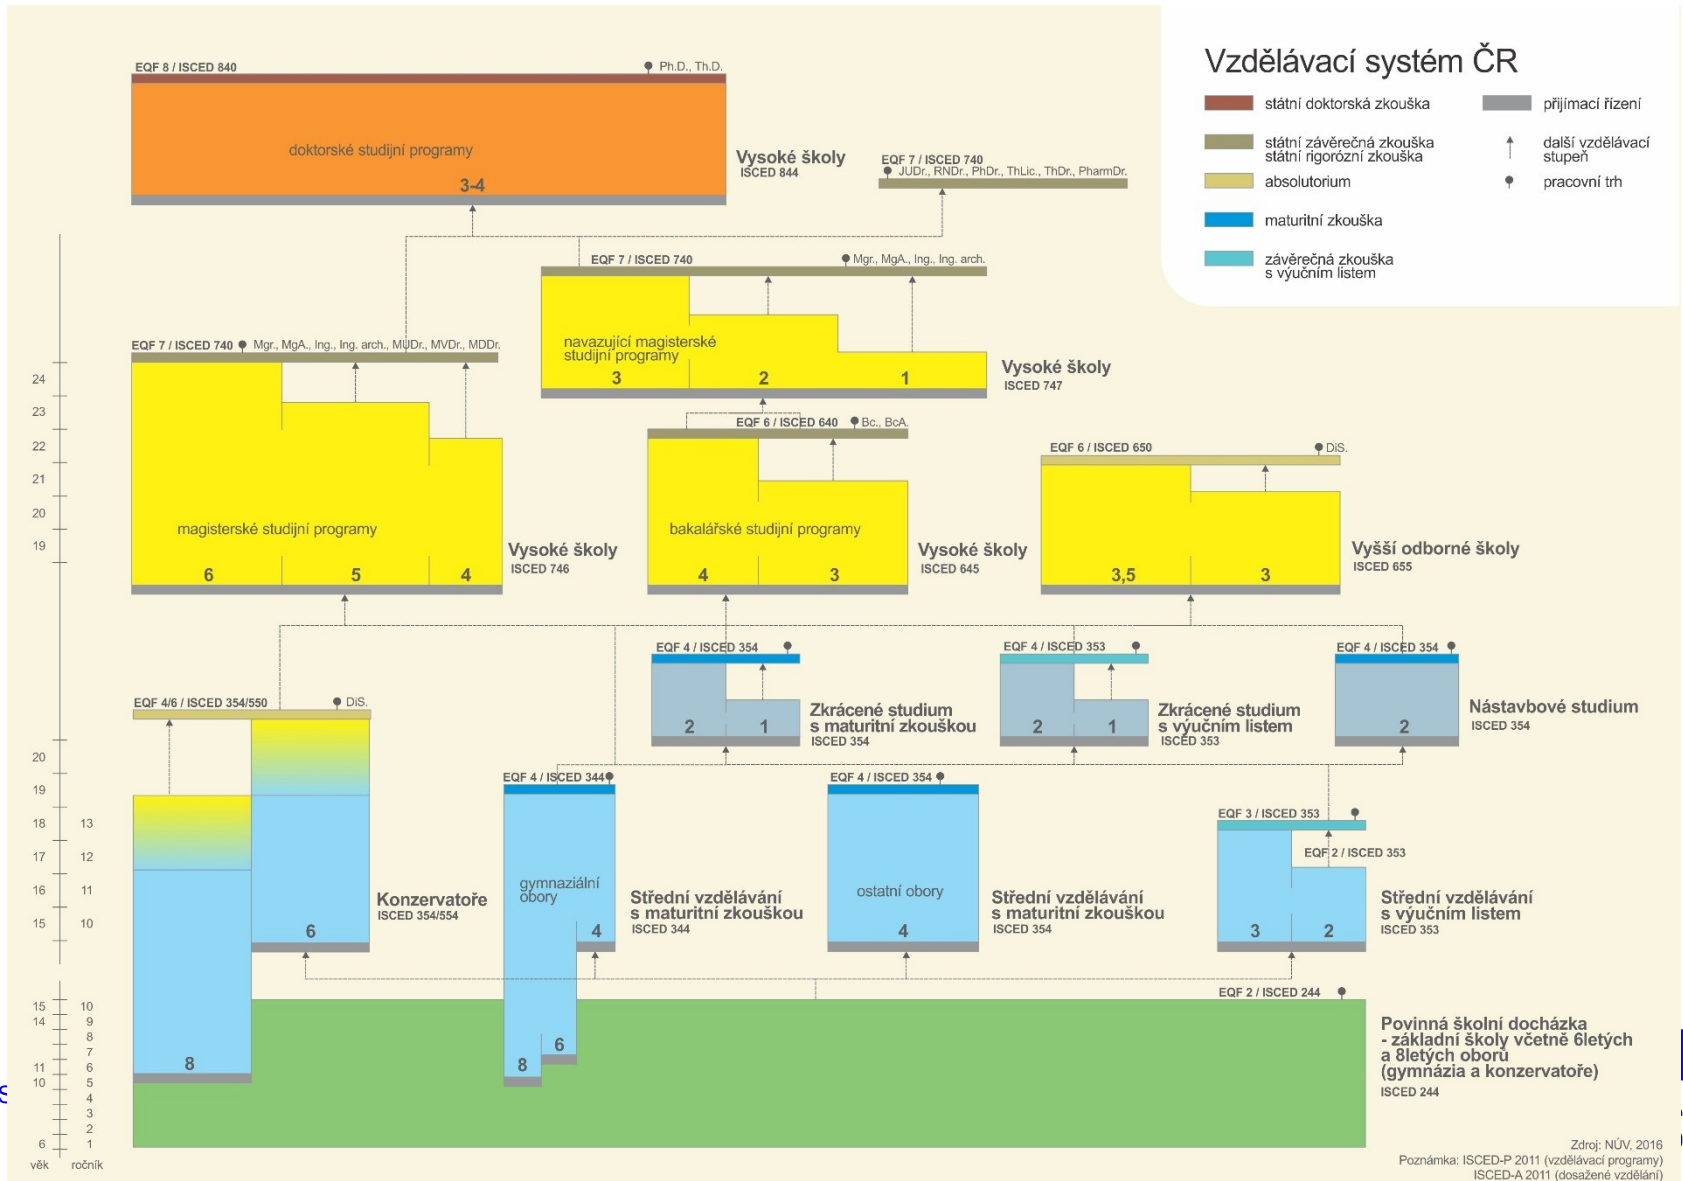 Vzdělávací systém ČR
státní doktorská zkouška
státní závěrečná zkouška
státní rigorózní zkouška
absolutorium
maturitní zkouška
závěrečná zkouška
s výučním listem
přijímací řízení
další vzdělávací
stupeň
pracovní trh
EQF 8 / ISCED 840
Ph.D., Th.D.
doktorské studijní programy
3-4
Vysoké školy
ISCED 844
EQF 7 / ISCED 740
JUDr., RNDr., PhDr., ThLic., ThDr., PharmDr.
EQF 7 / ISCED 740
Mgr., MgA., Ing., Ing. arch.
navazující magisterské
studijní programy
3 2 1
Vysoké školy
ISCED 747
EQF 7 / ISCED 740
Mgr., MgA., Ing., Ing. arch., MUDr., MVDr., MDDr.
magisterské studijní programy
6 5 4
Vysoké školy
ISCED 746
EQF 6 / ISCED 640
Bc., BcA.
bakalářské studijní programy
4 3
Vysoké školy
ISCED 645
EQF 6 / ISCED 650
DiS.
3,5 3
Vyšší odborné školy
ISCED 655
24
23
22
21
20
19
EQF 4 / ISCED 354
2 1
Zkrácené studium
s maturitní zkouškou
ISCED 354
EQF 4 / ISCED 353
2 1
Zkrácené studium
s výučním listem
ISCED 353
EQF 4 / ISCED 354
2
Nástavbové studium
ISCED 354
EQF 4/6 / ISCED 354/550
DiS.
6
8
Konzervatoře
ISCED 354/554
EQF 4 / ISCED 344
gymnaziální
obory
4
6
8
Střední vzdělávání
s maturitní zkouškou
ISCED 344
EQF 4 / ISCED 354
ostatní obory
4
Střední vzdělávání
s maturitní zkouškou
ISCED 354
EQF 3 / ISCED 353
EQF 2 / ISCED 353
3 2
Střední vzdělávání
s výučním listem
ISCED 353
20
19
18 13
17 12
16 11
15 10
EQF 2 / ISCED 244
Povinná školní docházka
- základní školy včetně 6letých
a 8letých oborů
(gymnázia a konzervatoře)
ISCED 244
15 10
14 9
8
7
11 6
10 5
4
3
2
6 1
věk ročník
Zdroj: NÚV, 2016
Poznámka: ISCED-P 2011 (vzdělávací programy)
ISCED-A 2011 (dosažené vzdělání)